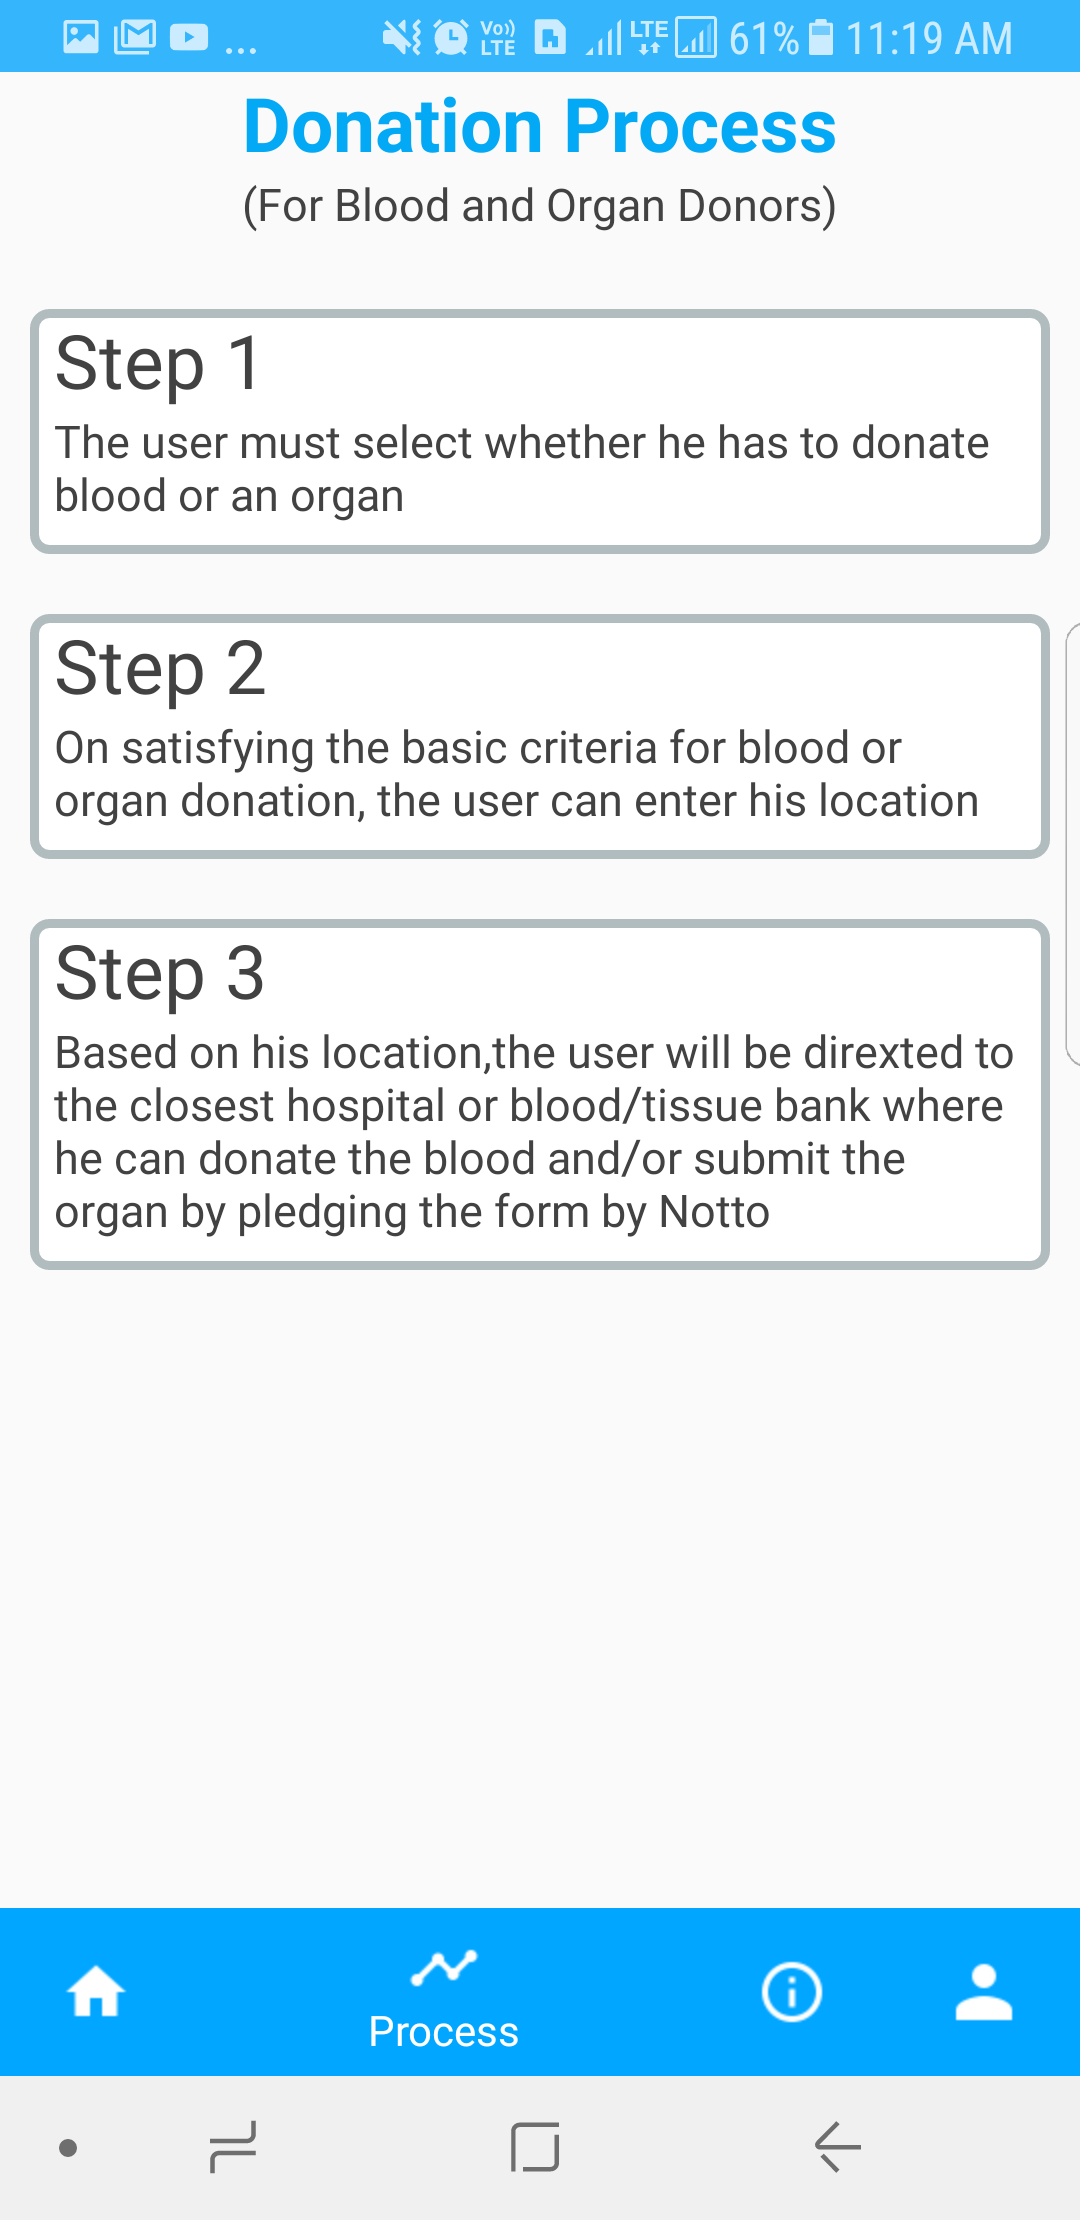 ... Vo)) LTE LTE 61% 11:19 AM
Donation Process
(For Blood and Organ Donors)
Step 1
The user must select whether he has to donate
blood or an organ
Step 2
On satisfying the basic criteria for blood or
organ donation, the user can enter his location
Step 3
Based on his location,the user will be direxted to
the closest hospital or blood/tissue bank where
he can donate the blood and/or submit the
organ by pledging the form by Notto
Process